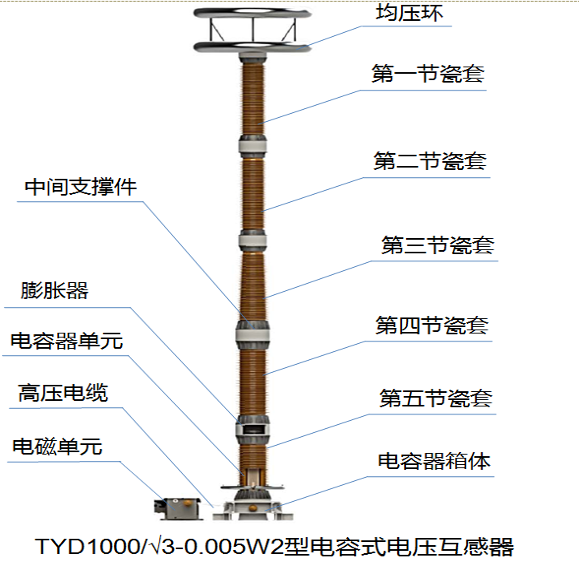 均压环
第一节瓷套
第二节瓷套
中间支撑件
第三节瓷套
膨胀器
第四节瓷套
电容器单元
高压电缆
第五节瓷套
电磁单元
电容器箱体
TYD1000/√3-0.005W2型电容式电压互感器